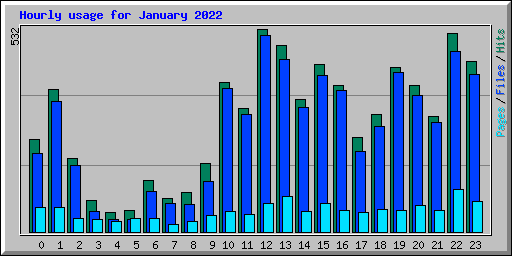 Hourly usage for January 2022
532
Pages/Files/Hits
0 1 2 3 4 5 6 7 8 9 10 11 12 13 14 15 16 17 18 19 20 21 22 23